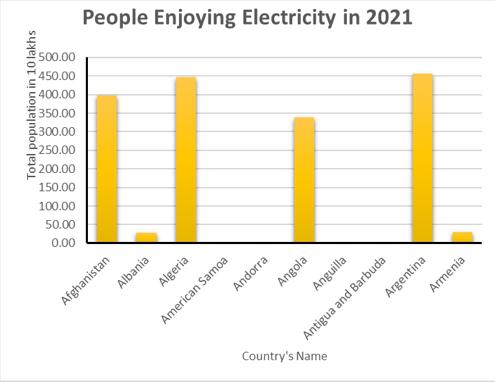 People Enjoying Electricity in 2021
Total population in 10 lakhs
500.00
450.00
400.00
350.00
300.00
250.00
200.00
150.00
100.00
50.00
0.00
Afghanistan
Albania
Algeria
American Samoa
Andorra
Angola
Anguilla
Antigua and Barbuda
Argentina
Armenia
Country's Name